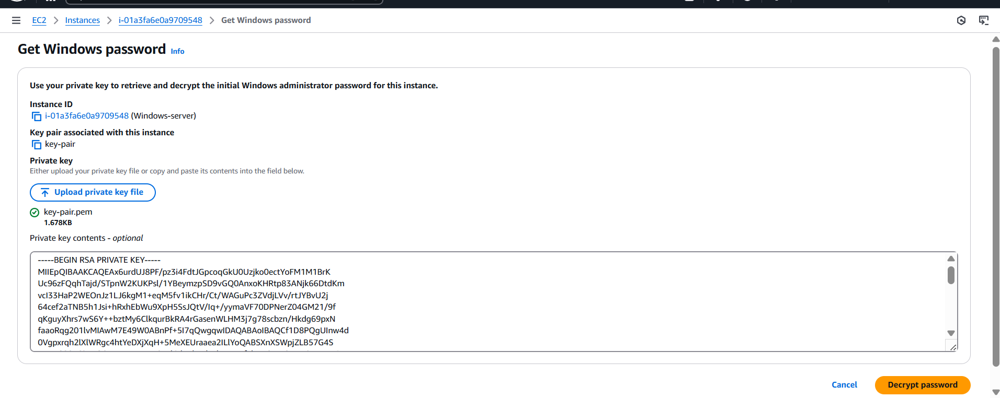 EC2 > Instances > i-01a3fa6e0a9709548 > Get Windows password
Get Windows password Info
Use your private key to retrieve and decrypt the initial Windows administrator password for this instance.
Instance ID
i-01a3fa6e0a9709548 (Windows-server)
Key pair associated with this instance
key-pair
Private key
Either upload your private key file or copy and paste its contents into the field below.
Upload private key file
key-pair.pem
1.678KB
Private key contents - optional
-----BEGIN RSA PRIVATE KEY-----
MIIEpQIBAAKCAQEAx6urdUJ8PF/pz3i4FdtJGpcoqGkU0Uzjko0ectYoFM1M1BrK
Uc96zFQqhTajd/STpnW2KUKPsl/1YBeymzpSD9vGQ0AnxoKHRtp83ANjk66DtdKm
vcI33HaP2WEOnJz1LJ6kgM1+eqM5fv1ikCHr/Ct/WAGuPc3ZVdjLVv/rtJYBvU2j
64cef2aTNB5h1Jsi+hRxhEbWu9XpH5SsJQtV/Iq+/yymaVF70DPNerZ04GM21/9f
qKguyXhrs7wS6Y++bztMy6ClkqurBkRA4rGasenWLHM3j7g78scbzn/Hkdg69pxN
faaoRqg201lvMIAwM7E49W0ABnPf+5I7qQwgqwIDAQABAoIBAQCf1D8PQgUInw4d
0Vgpxrqh2lXlWRgc4htYeDXjXqH+5MeXEUraaea2ILlYoQABSXnXSWpjZLB57G4S
Cancel
Decrypt password